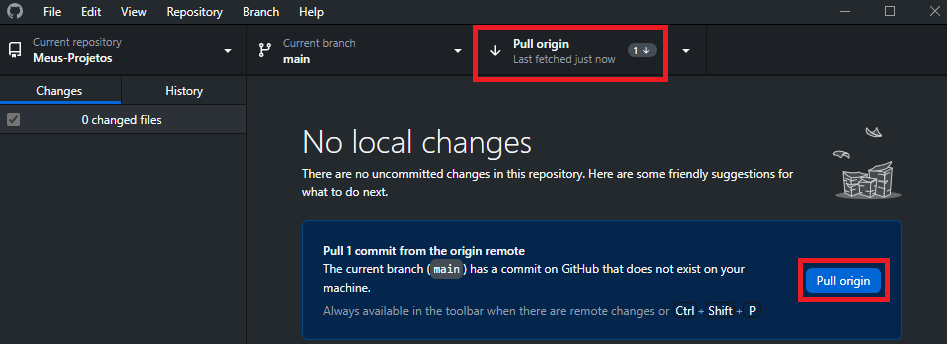 File Edit View Repository Branch Help
Current repository
Meus-Projetos
Current branch
main
Pull origin
Last fetched just now
1
Changes
History
0 changed files
No local changes
There are no uncommitted changes in this repository. Here are some friendly suggestions for
what to do next.
Pull 1 commit from the origin remote
The current branch (main) has a commit on GitHub that does not exist on your
machine.
Always available in the toolbar when there are remote changes or Ctrl + Shift + P
Pull origin